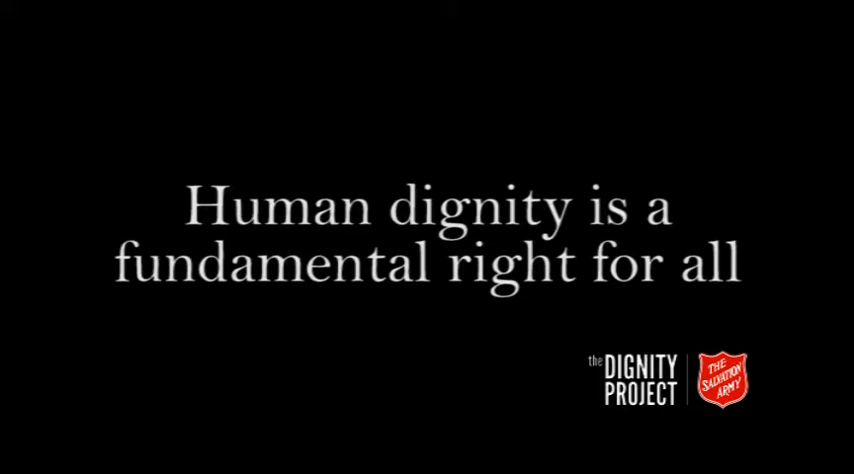 Human dignity is a
fundamental right for all
the DIGNITY
PROJECT
THE
SALVATION
ARMY